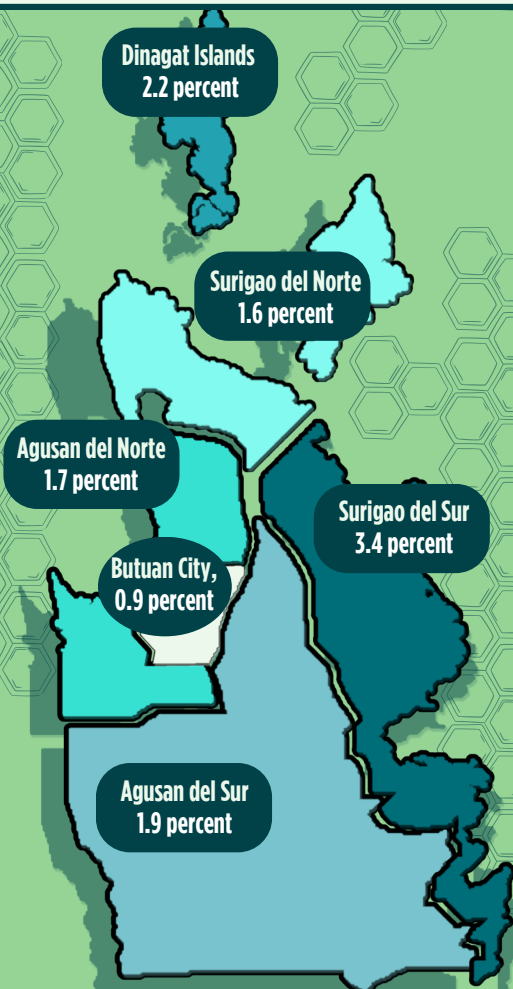 Dinagat Islands
2.2 percent
Surigao del Norte
1.6 percent
Agusan del Norte
1.7 percent
Surigao del Sur
3.4 percent
Butuan City,
0.9 percent
Agusan del Sur
1.9 percent